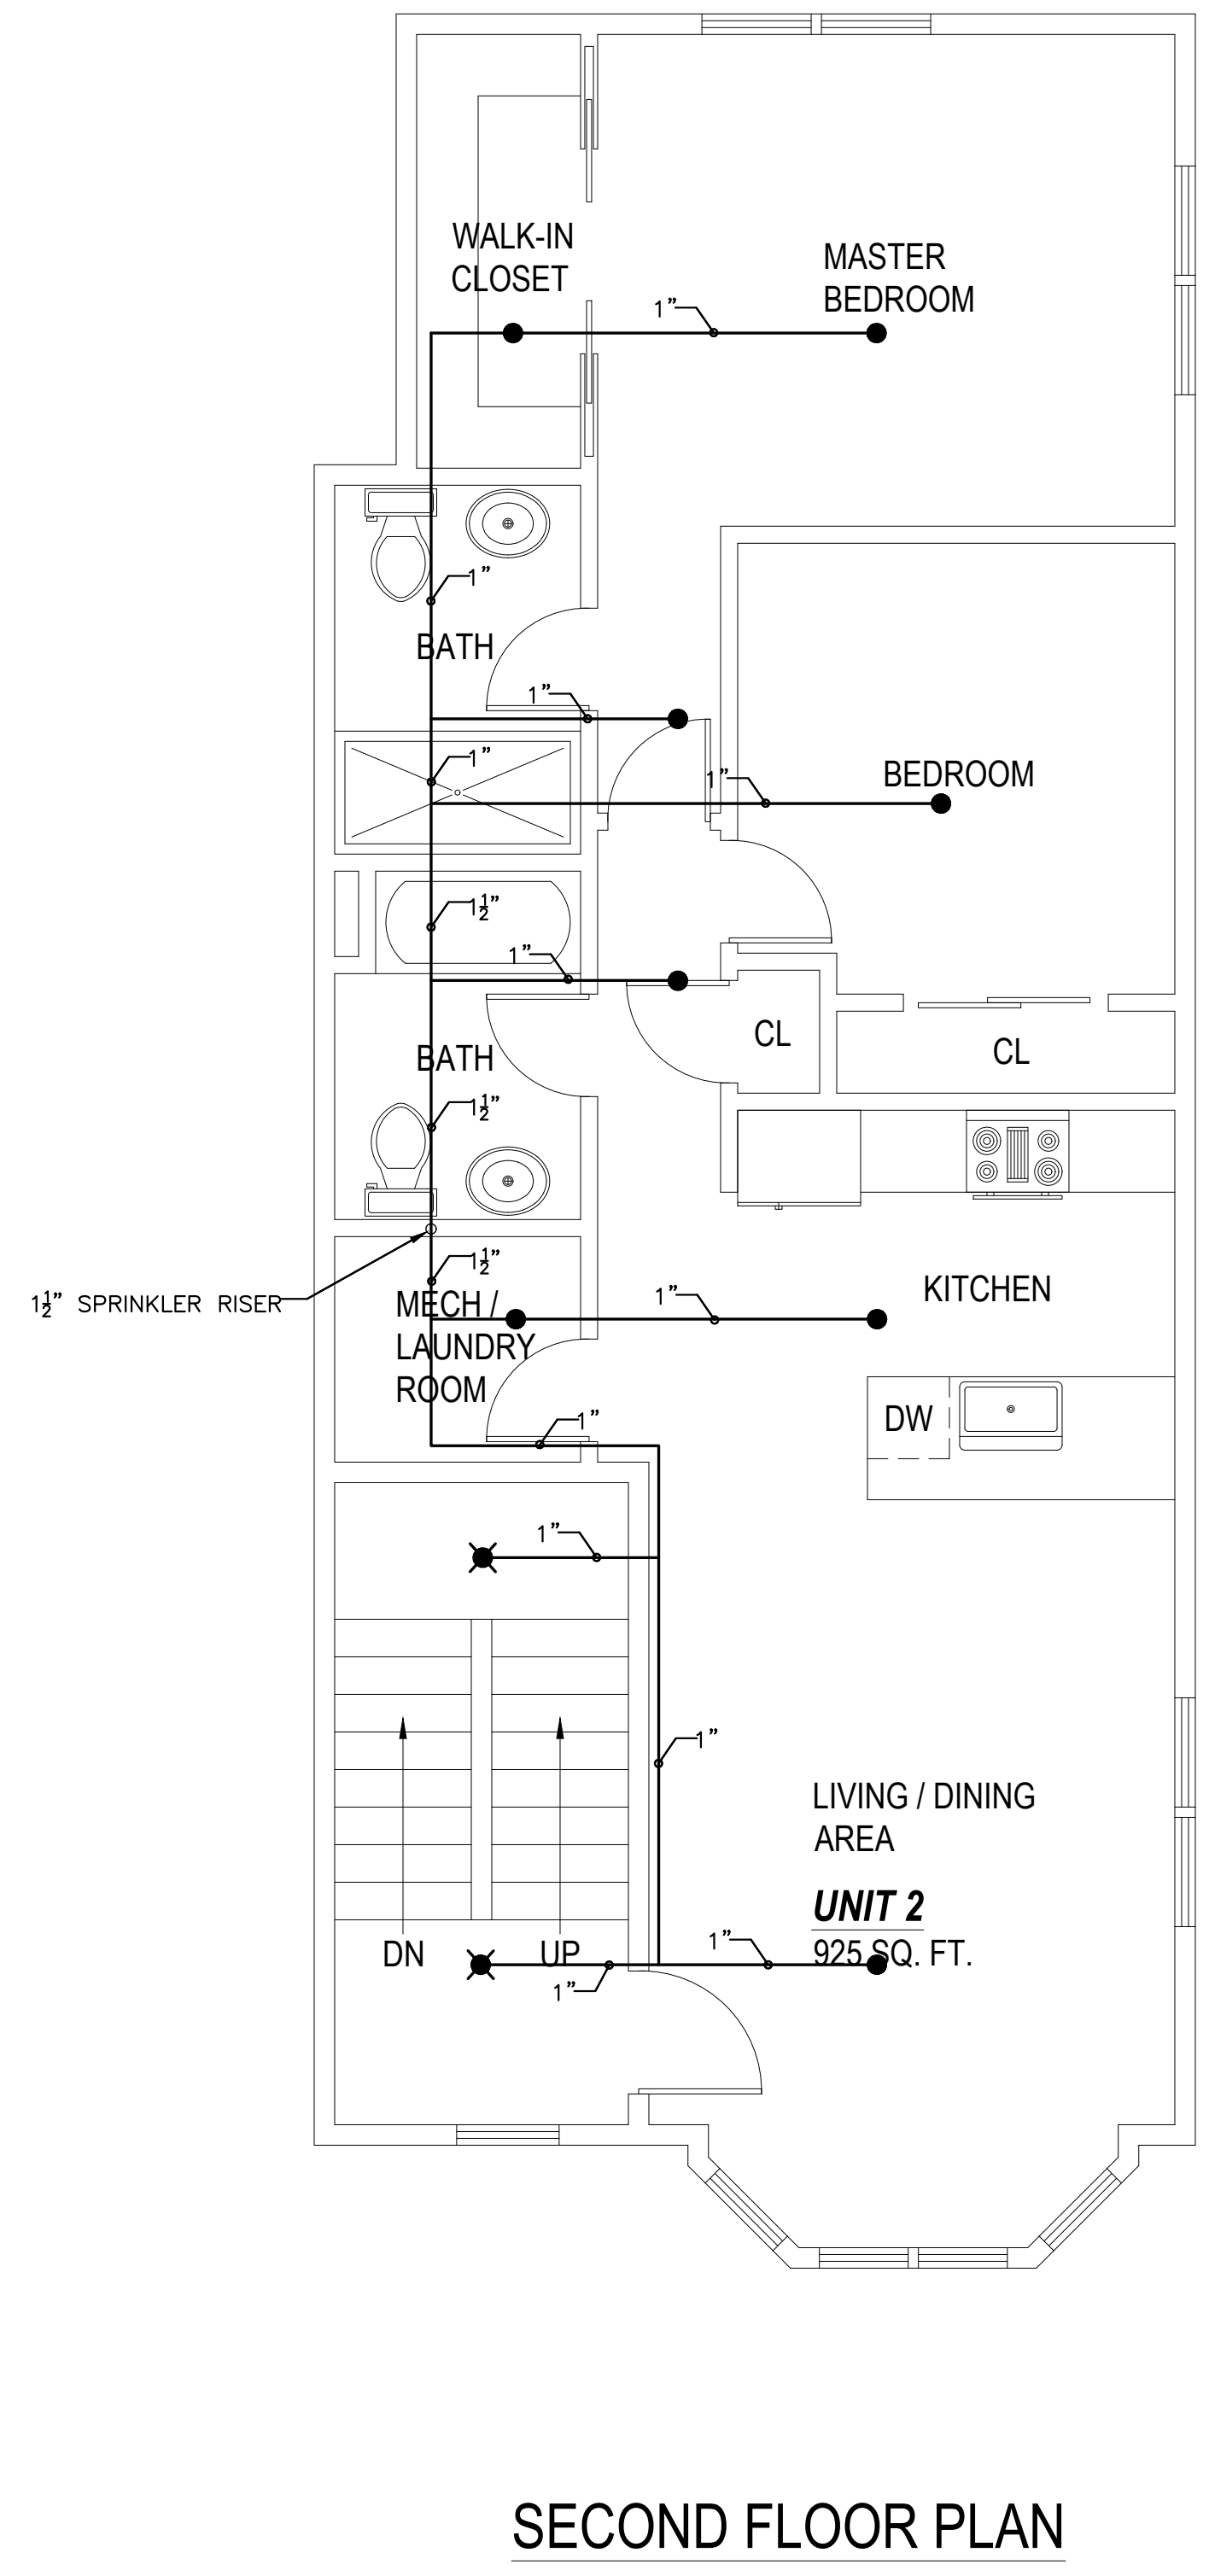 WALK-IN
CLOSET
MASTER
BEDROOM
1"
1"
BATH
1"
1"
1"
BEDROOM
1½"
1"
CL
CL
BATH
1½"
1½"
1½" SPRINKLER RISER
MECH /
LAUNDRY
ROOM
1"
KITCHEN
DW
1"
1"
1"
LIVING / DINING
AREA
UNIT 2
925 SQ. FT.
DN
UP
1"
1"
SECOND FLOOR PLAN